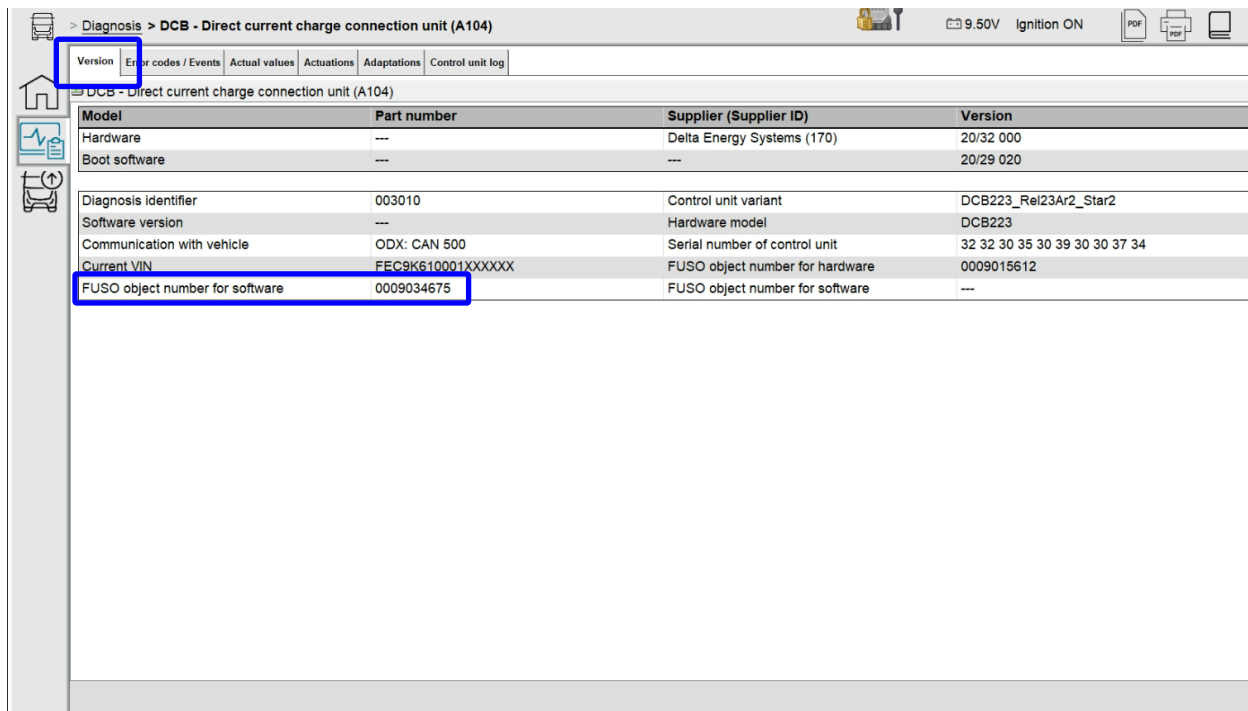 > Diagnosis > DCB - Direct current charge connection unit (A104) 9.50V Ignition ON PDF PDF
Version Error codes / Events Actual values Actuations Adaptations Control unit log
DCB - Direct current charge connection unit (A104)
Model Part number Supplier (Supplier ID) Version
Hardware --- Delta Energy Systems (170) 20/32 000
Boot software --- --- 20/29 020
Diagnosis identifier 003010 Control unit variant DCB223_Rel23Ar2_Star2
Software version --- Hardware model DCB223
Communication with vehicle ODX: CAN 500 Serial number of control unit 32 32 30 35 30 39 30 30 37 34
Current VIN FEC9K610001XXXXXX FUSO object number for hardware 0009015612
FUSO object number for software 0009034675 FUSO object number for software ---